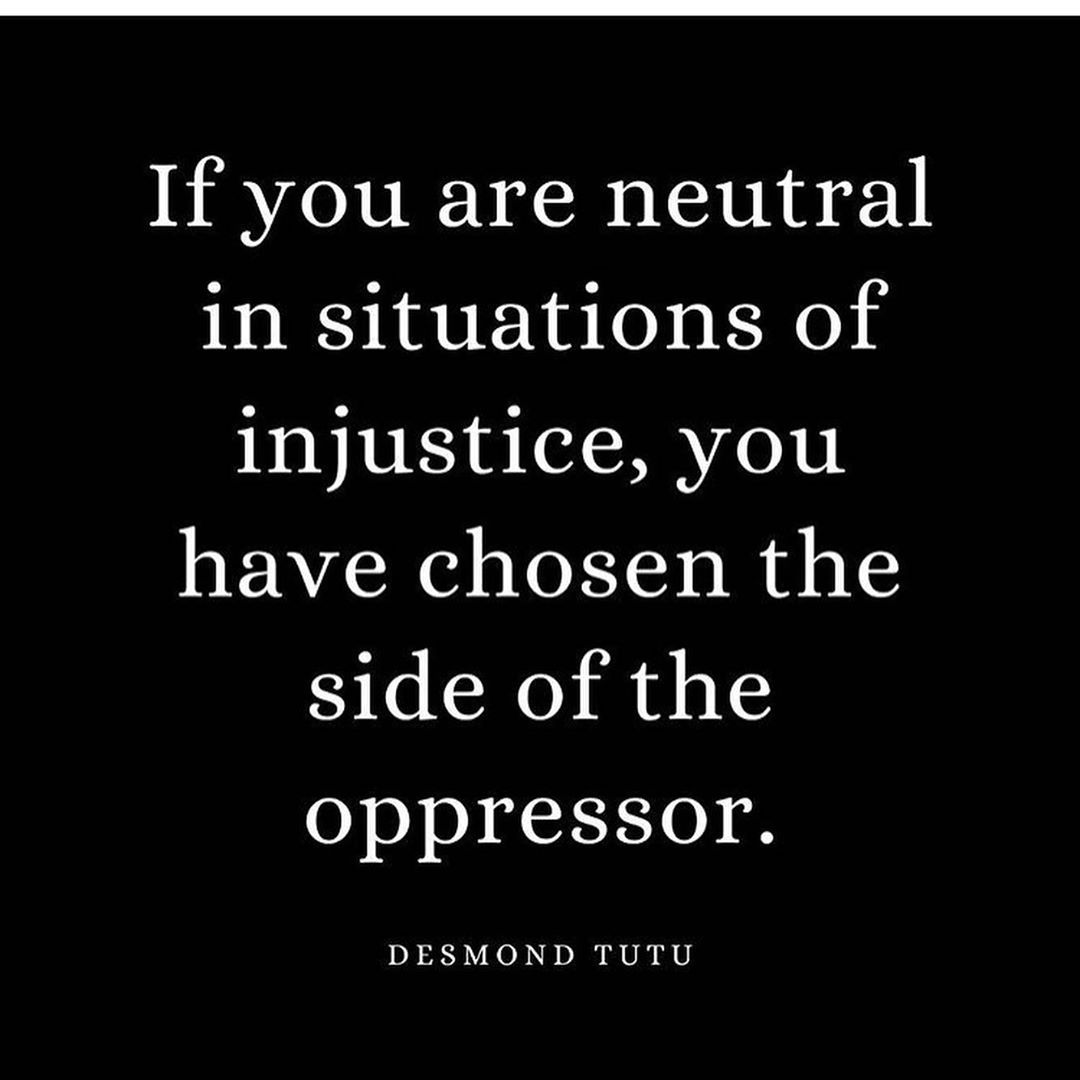 If you are neutral
in situations of
injustice, you
have chosen the
side of the
oppressor.
DESMOND TUTU